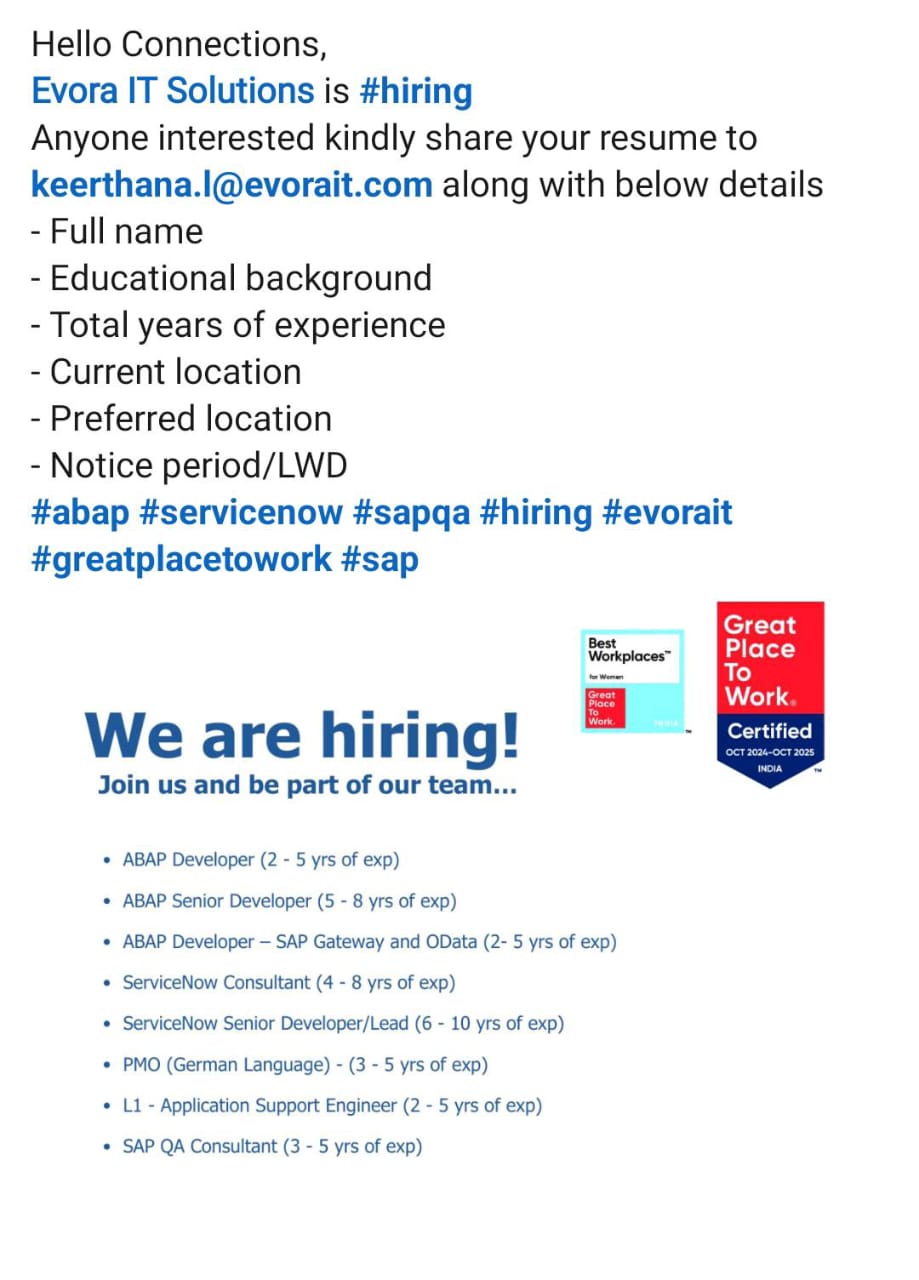 Hello Connections,
Evora IT Solutions is #hiring
Anyone interested kindly share your resume to
keerthana.l@evorait.com along with below details
- Full name
- Educational background
- Total years of experience
- Current location
- Preferred location
- Notice period/LWD
#abap #servicenow #sapqa #hiring #evorait
#greatplacetowork #sap
Best
Workplaces™
for Women
Great
Place
To
Work.
INDIA
™
Great
Place
To
Work®
Certified
OCT 2024-OCT 2025
INDIA
™
We are hiring!
Join us and be part of our team...
• ABAP Developer (2 - 5 yrs of exp)
• ABAP Senior Developer (5 - 8 yrs of exp)
• ABAP Developer – SAP Gateway and OData (2- 5 yrs of exp)
• ServiceNow Consultant (4 - 8 yrs of exp)
• ServiceNow Senior Developer/Lead (6 - 10 yrs of exp)
• PMO (German Language) - (3 - 5 yrs of exp)
• L1 - Application Support Engineer (2 - 5 yrs of exp)
• SAP QA Consultant (3 - 5 yrs of exp)